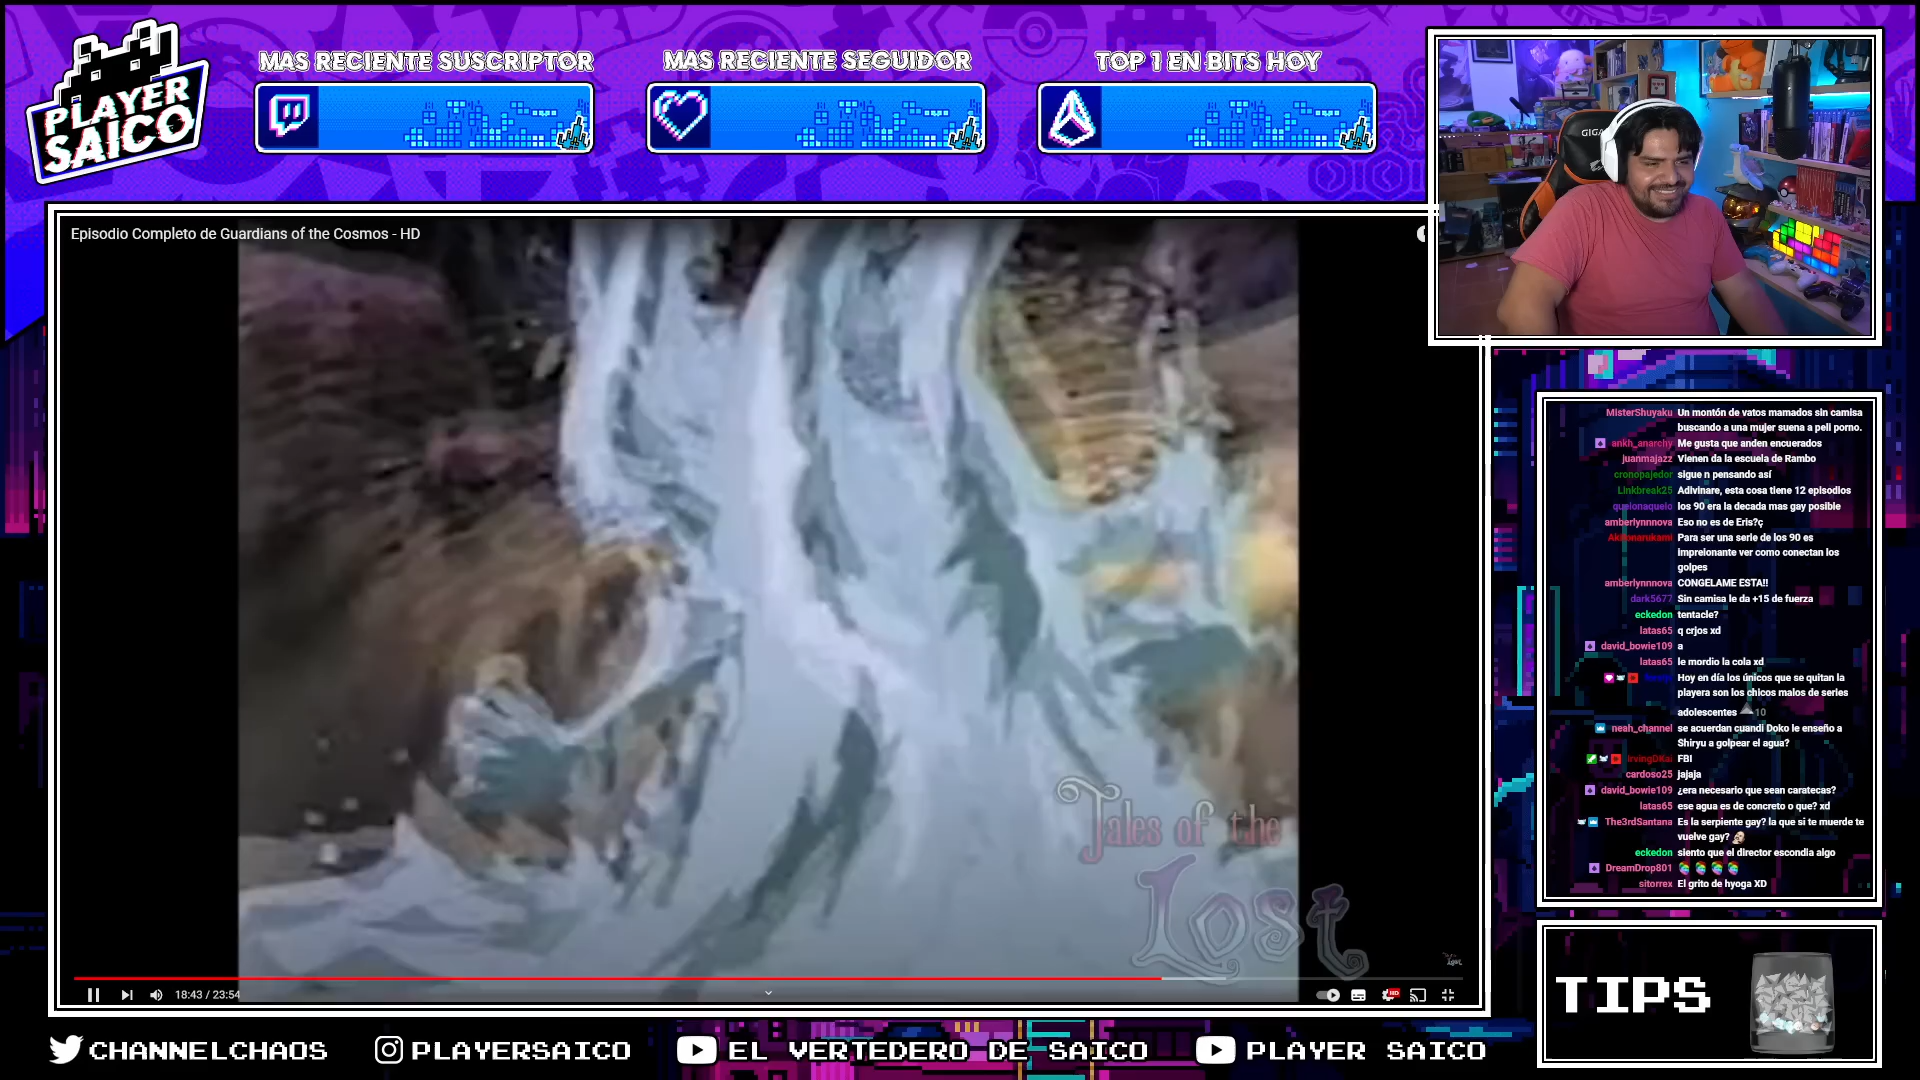 PLAYER
SAICO
MAS RECIENTE SUSCRIPTOR
MAS RECIENTE SEGUIDOR
TOP 1 EN BITS HOY
GIGA
Episodio Completo de Guardians of the Cosmos - HD
MisterShuyaku Un montón de vatos mamados sin camisa
buscando a una mujer suena a peli porno.
ankh_anarchy Me gusta que anden encuerados
juanmajazz Vienen da la escuela de Rambo
cronopajedor sigue n pensando así
Linkbreak25 Adivinare, esta cosa tiene 12 episodios
los 90 era la decada mas gay posible
amberlynnnova Eso no es de Eris?ç
Para ser una serie de los 90 es
impreionante ver como conectan los
golpes
amberlynnnova CONGELAME ESTA!!
dark5677 Sin camisa le da +15 de fuerza
eckedon tentacle?
latas65 q crjos xd
david_bowie109 a
latas65 le mordio la cola xd
Hoy en día los únicos que se quitan la
playera son los chicos malos de series
adolescentes 10
neah_channel se acuerdan cuandi Doko le enseño a
Shiryu a golpear el agua?
IrvingDKai FBI
cardoso25 jajaja
david_bowie109 ¿era necesario que sean caratecas?
latas65 ese agua es de concreto o que? xd
The3rdSantana Es la serpiente gay? la que si te muerde te
vuelve gay?
eckedon siento que el director escondia algo
DreamDrop801
sitorrex El grito de hyoga XD
Tales of the
Lost
18:43 / 23:54
HD
TIPS
CHANNELCHAOS
PLAYERSAICO
EL VERTEDERO DE SAICO
PLAYER SAICO